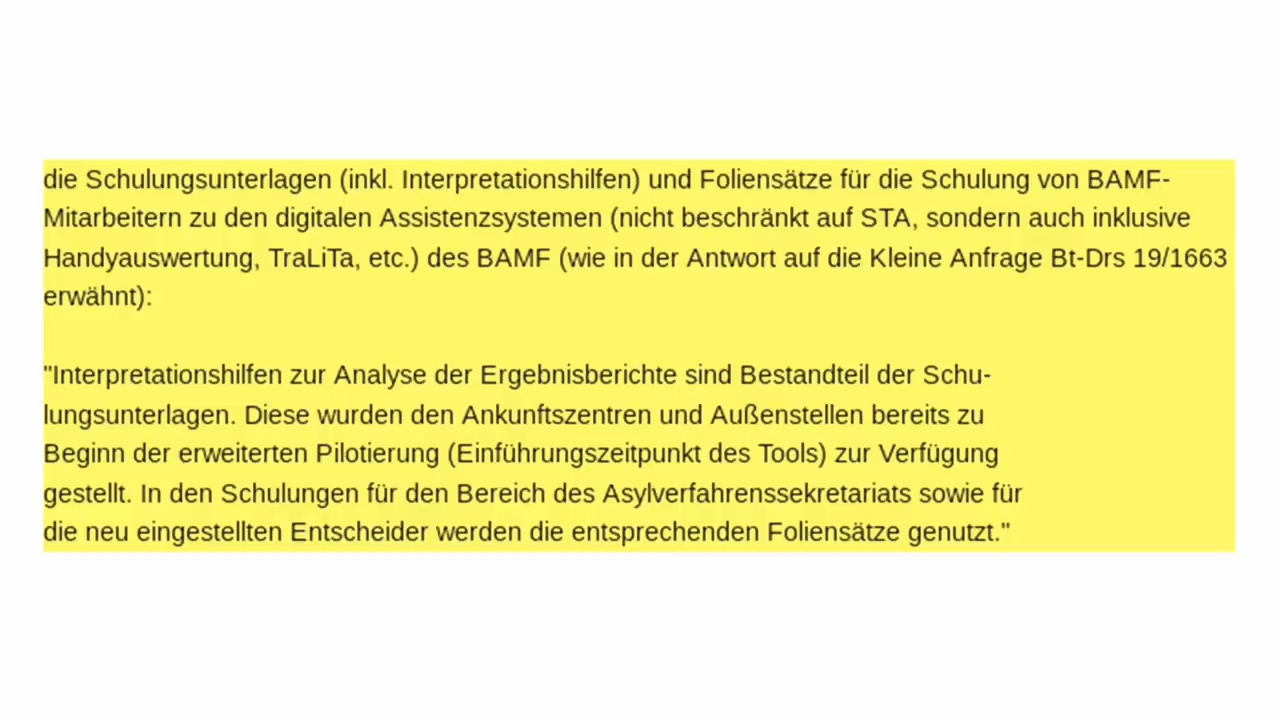 die Schulungsunterlagen (inkl. Interpretationshilfen) und Foliensätze für die Schulung von BAMF-
Mitarbeitern zu den digitalen Assistenzsystemen (nicht beschränkt auf STA, sondern auch inklusive
Handyauswertung, TraLiTa, etc.) des BAMF (wie in der Antwort auf die Kleine Anfrage Bt-Drs 19/1663
erwähnt):
"Interpretationshilfen zur Analyse der Ergebnisberichte sind Bestandteil der Schu-
lungsunterlagen. Diese wurden den Ankunftszentren und Außenstellen bereits zu
Beginn der erweiterten Pilotierung (Einführungszeitpunkt des Tools) zur Verfügung
gestellt. In den Schulungen für den Bereich des Asylverfahrenssekretariats sowie für
die neu eingestellten Entscheider werden die entsprechenden Foliensätze genutzt."